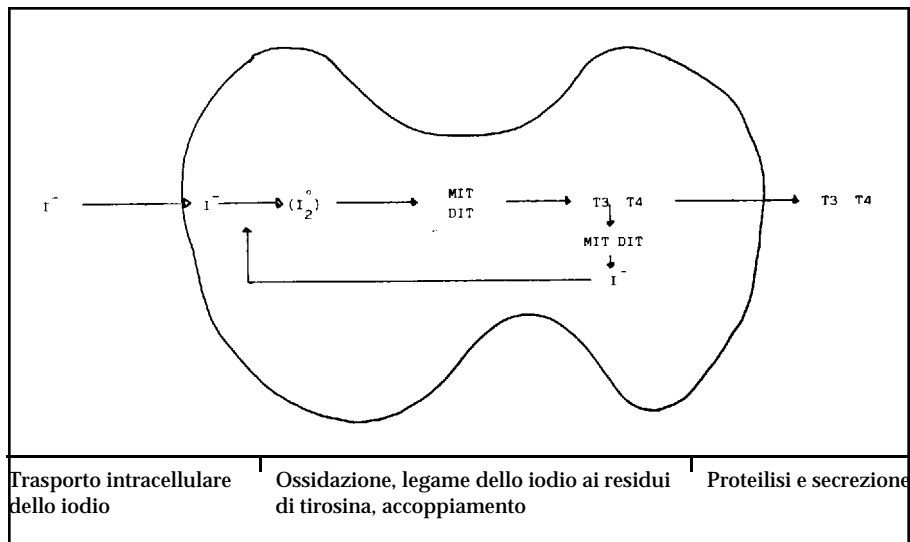 I⁻ I⁻ (I₂°) MIT T3 T4 T3 T4
DIT
MIT DIT
I⁻
Trasporto intracellulare
dello iodio
Ossidazione, legame dello iodio ai residui
di tirosina, accoppiamento
Proteilisi e secrezione